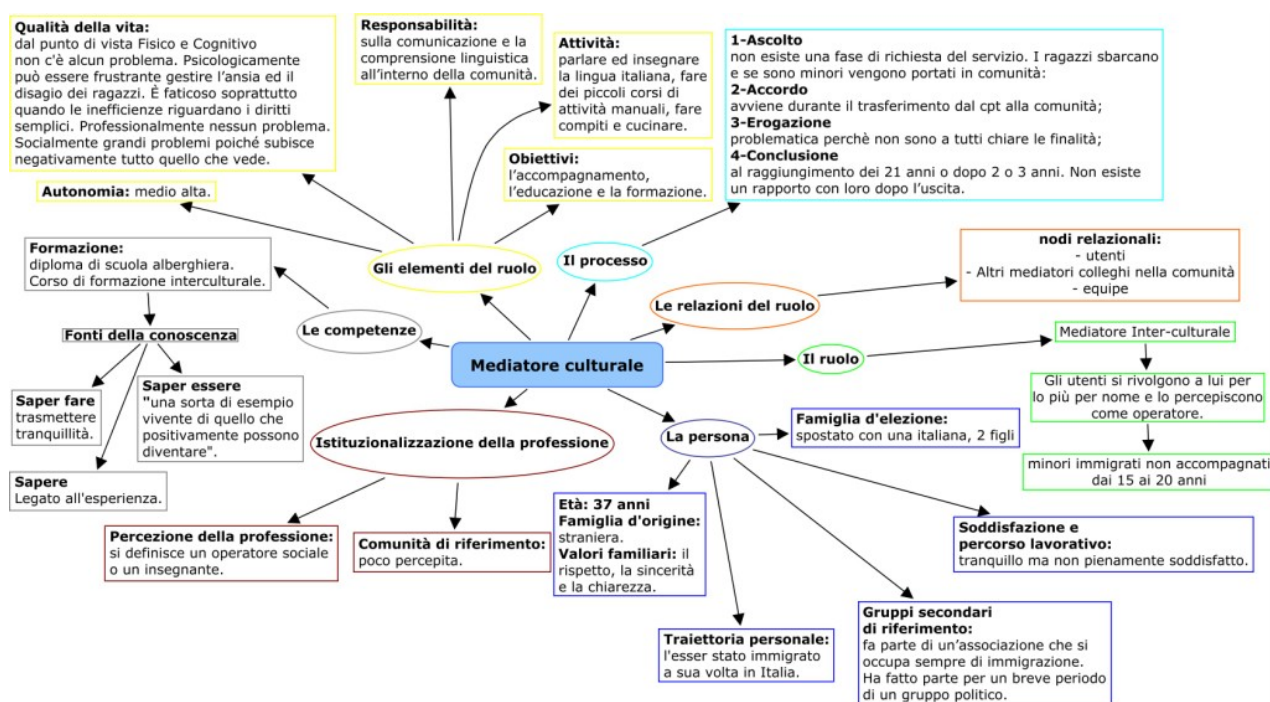 Qualità della vita:
dal punto di vista Fisico e Cognitivo
non c'è alcun problema. Psicologicamente
può essere frustrante gestire l'ansia ed il
disagio dei ragazzi. È faticoso soprattutto
quando le inefficienze riguardano i diritti
semplici. Professionalmente nessun problema.
Socialmente grandi problemi poiché subisce
negativamente tutto quello che vede.
Autonomia: medio alta.
Responsabilità:
sulla comunicazione e la
comprensione linguistica
all'interno della comunità.
Attività:
parlare ed insegnare
la lingua italiana, fare
dei piccoli corsi di
attività manuali, fare
compiti e cucinare.
Obiettivi:
l'accompagnamento,
l'educazione e la formazione.
1-Ascolto
non esiste una fase di richiesta del servizio. I ragazzi sbarcano
e se sono minori vengono portati in comunità:
2-Accordo
avviene durante il trasferimento dal cpt alla comunità;
3-Erogazione
problematica perchè non sono a tutti chiare le finalità;
4-Conclusione
al raggiungimento dei 21 anni o dopo 2 o 3 anni. Non esiste
un rapporto con loro dopo l'uscita.
Gli elementi del ruolo
Il processo
nodi relazionali:
- utenti
- Altri mediatori colleghi nella comunità
- equipe
Le relazioni del ruolo
Formazione:
diploma di scuola alberghiera.
Corso di formazione interculturale.
Le competenze
Fonti della conoscenza
Saper fare
trasmettere
tranquillità.
Saper essere
"una sorta di esempio
vivente di quello che
positivamente possono
diventare".
Sapere
Legato all'esperienza.
Mediatore culturale
Il ruolo
Mediatore Inter-culturale
Gli utenti si rivolgono a lui per
lo più per nome e lo percepiscono
come operatore.
minori immigrati non accompagnati
dai 15 ai 20 anni
Istituzionalizzazione della professione
Percezione della professione:
si definisce un operatore sociale
o un insegnante.
Comunità di riferimento:
poco percepita.
La persona
Famiglia d'elezione:
spostato con una italiana, 2 figli
Età: 37 anni
Famiglia d'origine:
straniera.
Valori familiari: il
rispetto, la sincerità
e la chiarezza.
Traiettoria personale:
l'esser stato immigrato
a sua volta in Italia.
Gruppi secondari
di riferimento:
fa parte di un'associazione che si
occupa sempre di immigrazione.
Ha fatto parte per un breve periodo
di un gruppo politico.
Soddisfazione e
percorso lavorativo:
tranquillo ma non pienamente soddisfatto.